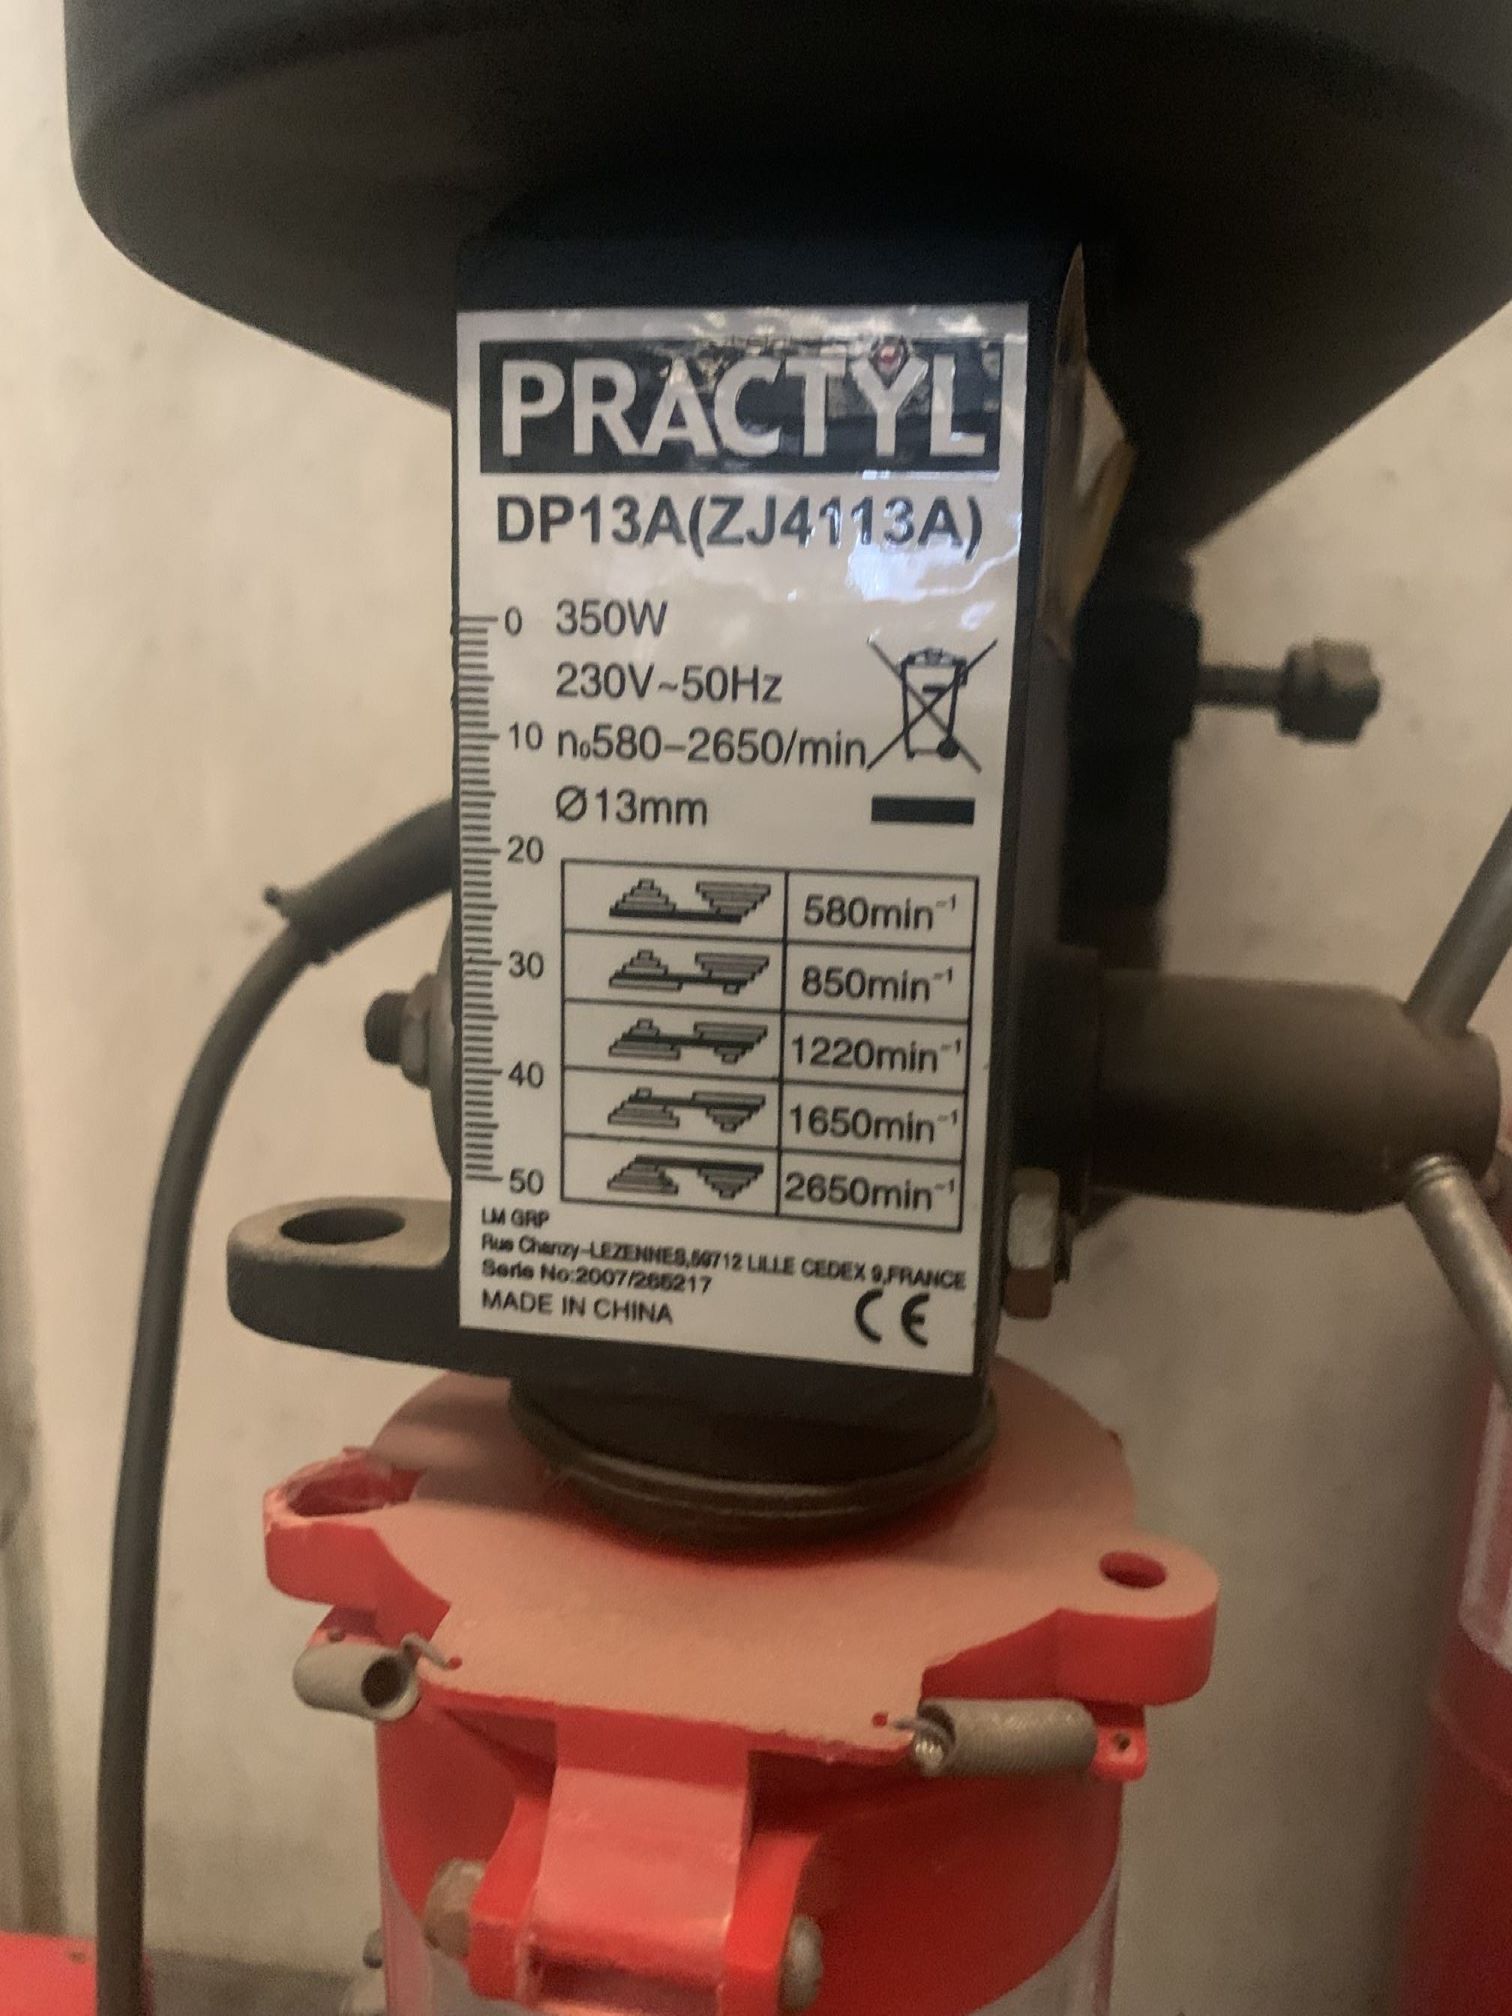 PRACTYL
DP13A(ZJ4113A)
0 350W
230V~50Hz
10 n₀580-2650/min
Ø13mm
20
580min⁻¹
30 850min⁻¹
1220min⁻¹
40
1650min⁻¹
50 2650min⁻¹
LM GRP
Rue Chanzy-LEZENNES,59712 LILLE CEDEX 9,FRANCE
Serie No:2007/265217
MADE IN CHINA CE